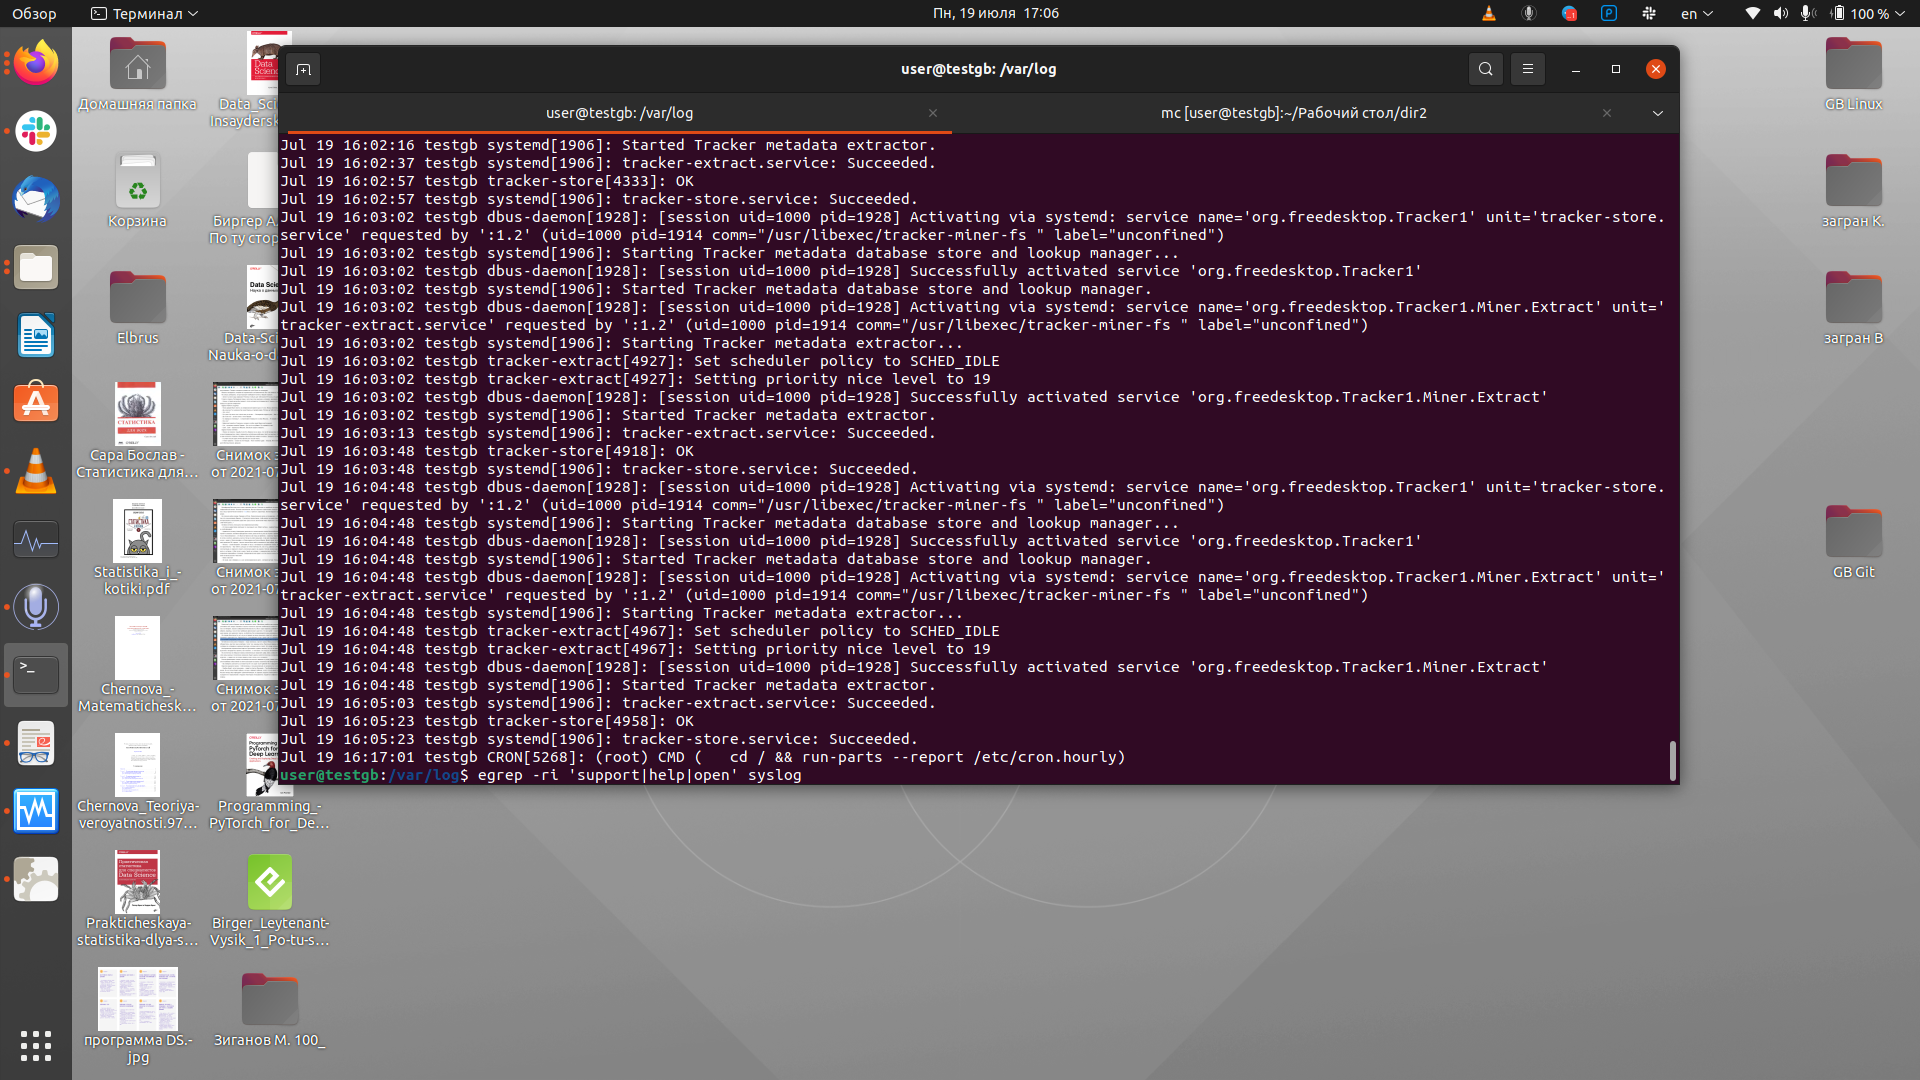 Обзор
Терминал
Пн, 19 июля 17:06
en
100 %
user@testgb: /var/log
user@testgb: /var/log
mc [user@testgb]:~/Рабочий стол/dir2
Jul 19 16:02:16 testgb systemd[1906]: Started Tracker metadata extractor.
Jul 19 16:02:37 testgb systemd[1906]: tracker-extract.service: Succeeded.
Jul 19 16:02:57 testgb tracker-store[4333]: OK
Jul 19 16:02:57 testgb systemd[1906]: tracker-store.service: Succeeded.
Jul 19 16:03:02 testgb dbus-daemon[1928]: [session uid=1000 pid=1928] Activating via systemd: service name='org.freedesktop.Tracker1' unit='tracker-store.
service' requested by ':1.2' (uid=1000 pid=1914 comm="/usr/libexec/tracker-miner-fs " label="unconfined")
Jul 19 16:03:02 testgb systemd[1906]: Starting Tracker metadata database store and lookup manager...
Jul 19 16:03:02 testgb dbus-daemon[1928]: [session uid=1000 pid=1928] Successfully activated service 'org.freedesktop.Tracker1'
Jul 19 16:03:02 testgb systemd[1906]: Started Tracker metadata database store and lookup manager.
Jul 19 16:03:02 testgb dbus-daemon[1928]: [session uid=1000 pid=1928] Activating via systemd: service name='org.freedesktop.Tracker1.Miner.Extract' unit='
tracker-extract.service' requested by ':1.2' (uid=1000 pid=1914 comm="/usr/libexec/tracker-miner-fs " label="unconfined")
Jul 19 16:03:02 testgb systemd[1906]: Starting Tracker metadata extractor...
Jul 19 16:03:02 testgb tracker-extract[4927]: Set scheduler policy to SCHED_IDLE
Jul 19 16:03:02 testgb tracker-extract[4927]: Setting priority nice level to 19
Jul 19 16:03:02 testgb dbus-daemon[1928]: [session uid=1000 pid=1928] Successfully activated service 'org.freedesktop.Tracker1.Miner.Extract'
Jul 19 16:03:02 testgb systemd[1906]: Started Tracker metadata extractor.
Jul 19 16:03:13 testgb systemd[1906]: tracker-extract.service: Succeeded.
Jul 19 16:03:48 testgb tracker-store[4918]: OK
Jul 19 16:03:48 testgb systemd[1906]: tracker-store.service: Succeeded.
Jul 19 16:04:48 testgb dbus-daemon[1928]: [session uid=1000 pid=1928] Activating via systemd: service name='org.freedesktop.Tracker1' unit='tracker-store.
service' requested by ':1.2' (uid=1000 pid=1914 comm="/usr/libexec/tracker-miner-fs " label="unconfined")
Jul 19 16:04:48 testgb systemd[1906]: Starting Tracker metadata database store and lookup manager...
Jul 19 16:04:48 testgb dbus-daemon[1928]: [session uid=1000 pid=1928] Successfully activated service 'org.freedesktop.Tracker1'
Jul 19 16:04:48 testgb systemd[1906]: Started Tracker metadata database store and lookup manager.
Jul 19 16:04:48 testgb dbus-daemon[1928]: [session uid=1000 pid=1928] Activating via systemd: service name='org.freedesktop.Tracker1.Miner.Extract' unit='
tracker-extract.service' requested by ':1.2' (uid=1000 pid=1914 comm="/usr/libexec/tracker-miner-fs " label="unconfined")
Jul 19 16:04:48 testgb systemd[1906]: Starting Tracker metadata extractor...
Jul 19 16:04:48 testgb tracker-extract[4967]: Set scheduler policy to SCHED_IDLE
Jul 19 16:04:48 testgb tracker-extract[4967]: Setting priority nice level to 19
Jul 19 16:04:48 testgb dbus-daemon[1928]: [session uid=1000 pid=1928] Successfully activated service 'org.freedesktop.Tracker1.Miner.Extract'
Jul 19 16:04:48 testgb systemd[1906]: Started Tracker metadata extractor.
Jul 19 16:05:03 testgb systemd[1906]: tracker-extract.service: Succeeded.
Jul 19 16:05:23 testgb tracker-store[4958]: OK
Jul 19 16:05:23 testgb systemd[1906]: tracker-store.service: Succeeded.
Jul 19 16:17:01 testgb CRON[5268]: (root) CMD (   cd / && run-parts --report /etc/cron.hourly)
user@testgb:/var/log$ egrep -ri 'support|help|open' syslog
Домашняя папка
Data_Sci
Insayders
Корзина
Биргер А.
По ту стор
Elbrus
Data-Sci
Nauka-o-d
Сара Бослав -
Статистика для...
Снимок э
от 2021-07
Statistika_i_-
kotiki.pdf
Снимок э
от 2021-07
Chernova_-
Matematichesk...
Снимок э
от 2021-07
Chernova_Teoriya-
veroyatnosti.97...
Programming_-
PyTorch_for_De...
Prakticheskaya-
statistika-dlya-s...
Birger_Leytenant-
Vysik_1_Po-tu-s...
программа DS.-
jpg
Зиганов М. 100_
GB Linux
загран К.
загран В
GB Git